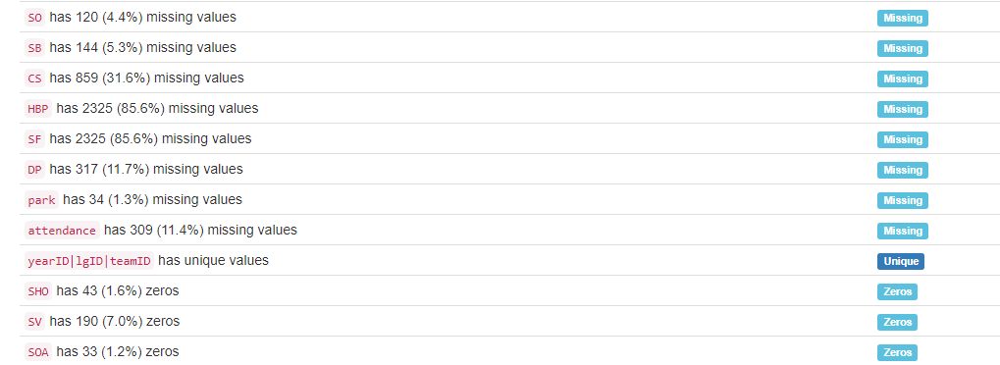 SO has 120 (4.4%) missing values Missing
SB has 144 (5.3%) missing values Missing
CS has 859 (31.6%) missing values Missing
HBP has 2325 (85.6%) missing values Missing
SF has 2325 (85.6%) missing values Missing
DP has 317 (11.7%) missing values Missing
park has 34 (1.3%) missing values Missing
attendance has 309 (11.4%) missing values Missing
yearID|lgID|teamID has unique values Unique
SHO has 43 (1.6%) zeros Zeros
SV has 190 (7.0%) zeros Zeros
SOA has 33 (1.2%) zeros Zeros